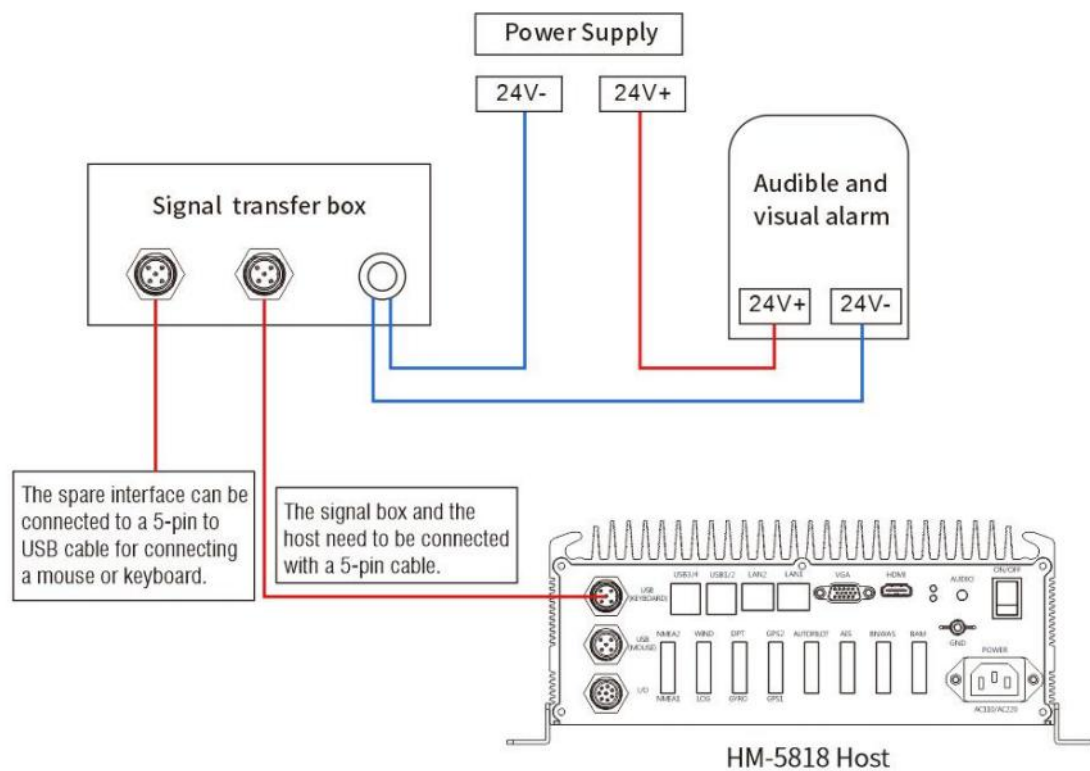 Power Supply
24V-
24V+
Signal transfer box
Audible and
visual alarm
24V+
24V-
The spare interface can be
connected to a 5-pin to
USB cable for connecting
a mouse or keyboard.
The signal box and the
host need to be connected
with a 5-pin cable.
USB
(KEYBOARD)
USB3/4
USB1/2
LAN2
LAN1
VGA
HDMI
AUDIO
ON/OFF
GND
USB
(MOUSE)
NMEA2
WIND
DPT
GPS2
AUTOPILOT
AIS
BNWAS
BAM
POWER
I/O
NMEA1
LOG
GYRO
GPS1
AC110/AC220
HM-5818 Host